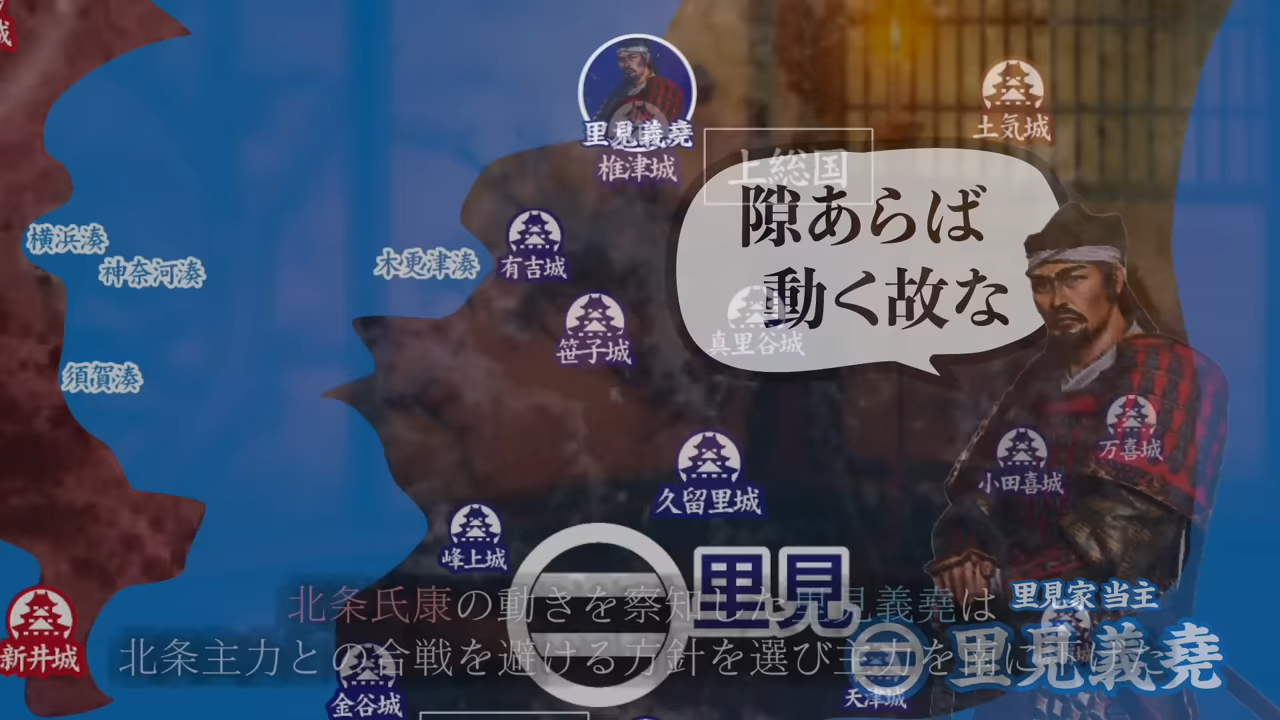 城
里見義堯
椎津城
土気城
上総国
隙あらば
動く故な
横浜湊
神奈河湊
木更津湊
有吉城
須賀湊
笹子城
真里谷城
万喜城
小田喜城
久留里城
峰上城
里見
北条氏康の動きを察知した里見義堯は
北条主力との合戦を避ける方針を選び主力を
里見家当主
里見義堯
新井城
金谷城
天津城